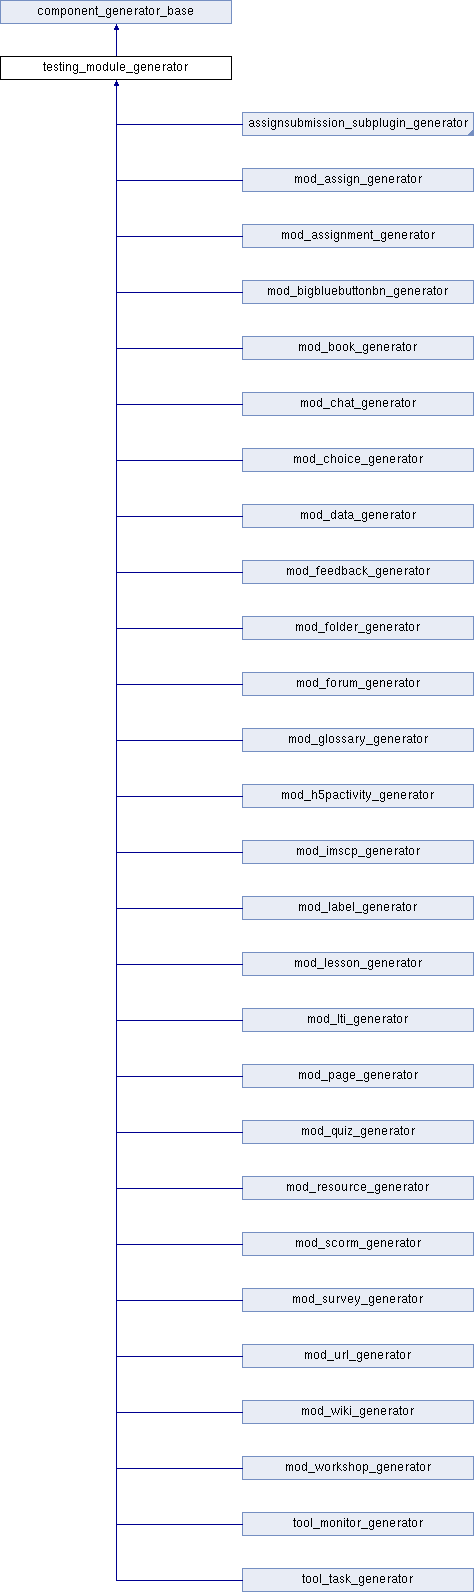 component_generator_base
testing_module_generator
assignsubmission_subplugin_generator
mod_assign_generator
mod_assignment_generator
mod_bigbluebuttonbn_generator
mod_book_generator
mod_chat_generator
mod_choice_generator
mod_data_generator
mod_feedback_generator
mod_folder_generator
mod_forum_generator
mod_glossary_generator
mod_h5pactivity_generator
mod_imscp_generator
mod_label_generator
mod_lesson_generator
mod_lti_generator
mod_page_generator
mod_quiz_generator
mod_resource_generator
mod_scorm_generator
mod_survey_generator
mod_url_generator
mod_wiki_generator
mod_workshop_generator
tool_monitor_generator
tool_task_generator